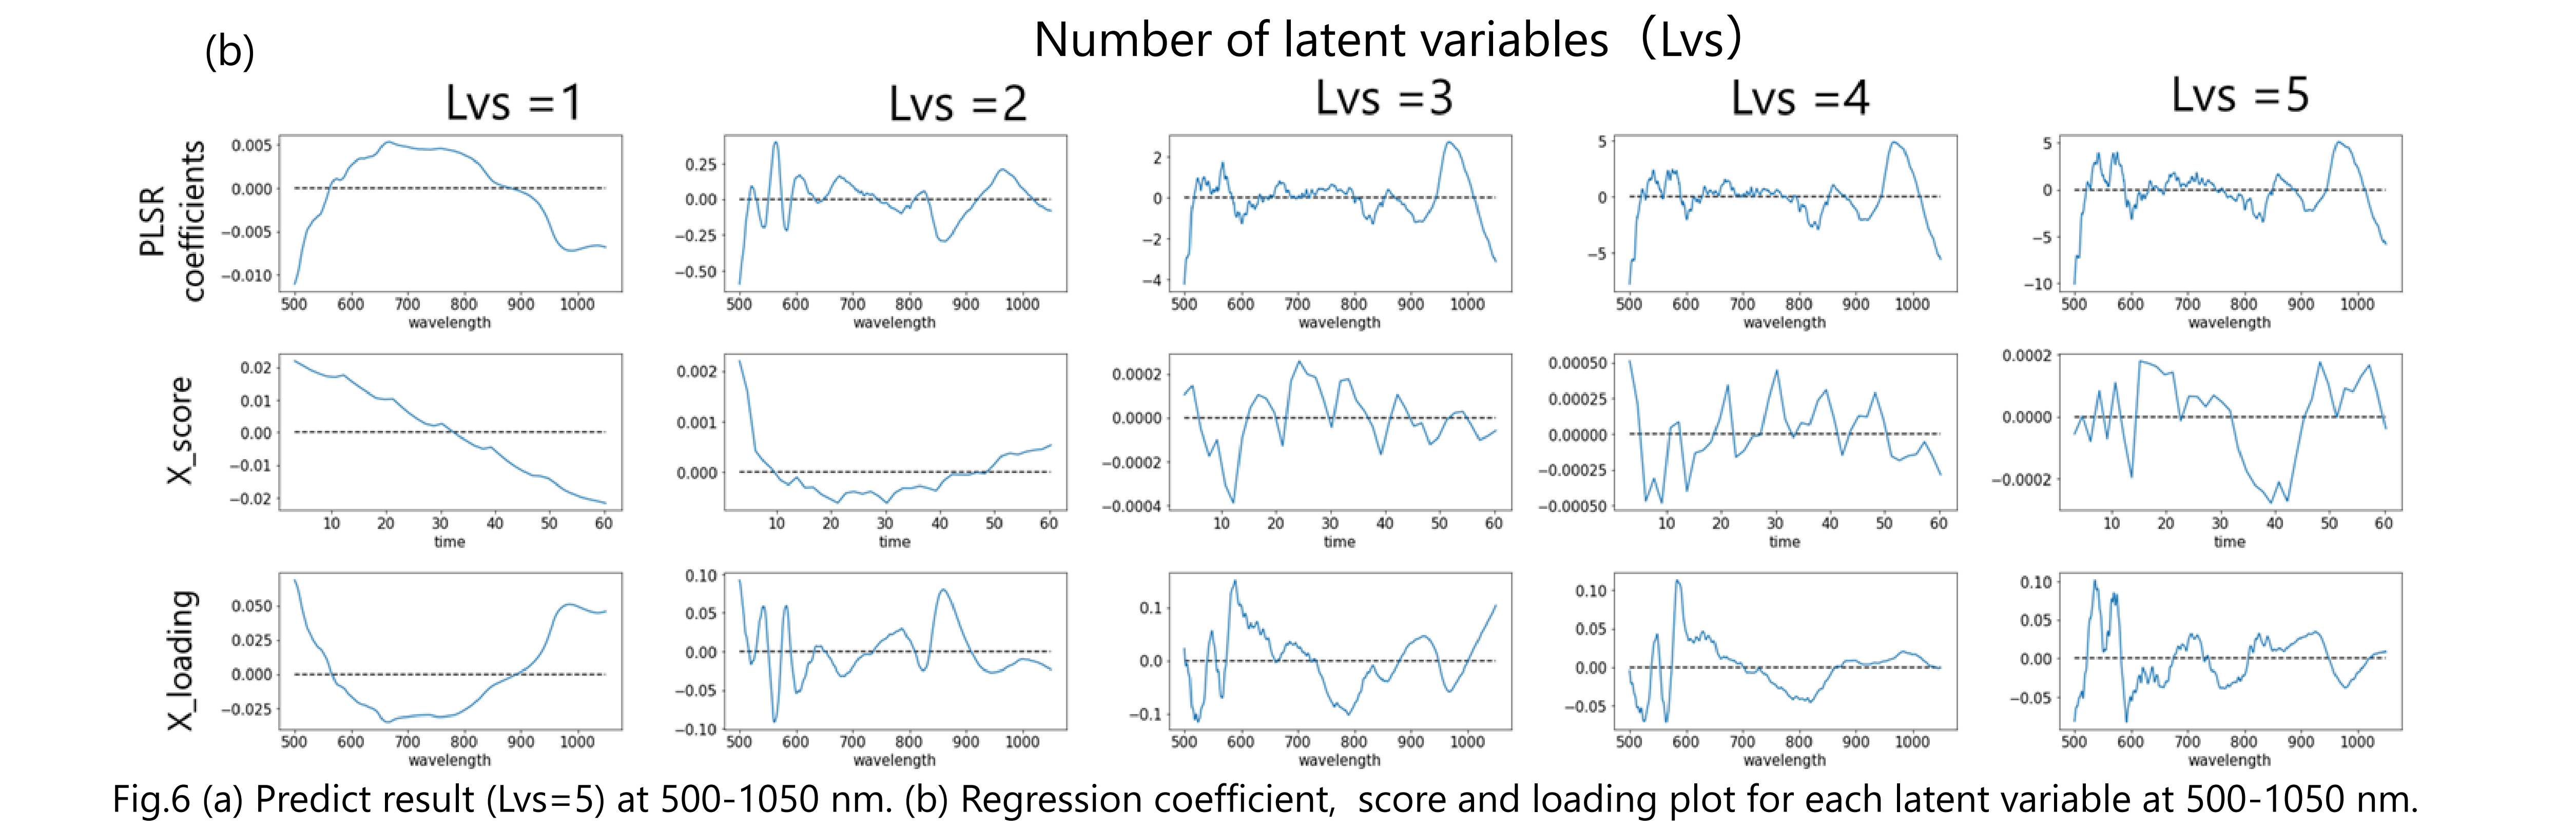 (b)
Number of latent variables（Lvs）
Lvs =1
Lvs =2
Lvs =3
Lvs =4
Lvs =5
PLSR
coefficients
0.005
0.000
−0.005
−0.010
500 600 700 800 900 1000
wavelength
0.25
0.00
−0.25
−0.50
500 600 700 800 900 1000
wavelength
2
0
−2
−4
500 600 700 800 900 1000
wavelength
5
0
−5
500 600 700 800 900 1000
wavelength
5
0
−5
−10
500 600 700 800 900 1000
wavelength
X_score
0.02
0.01
0.00
−0.01
−0.02
10 20 30 40 50 60
time
0.002
0.001
0.000
10 20 30 40 50 60
time
0.0002
0.0000
−0.0002
−0.0004
10 20 30 40 50 60
time
0.00050
0.00025
0.00000
−0.00025
−0.00050
10 20 30 40 50 60
time
0.0002
0.0000
−0.0002
10 20 30 40 50 60
time
X_loading
0.050
0.025
0.000
−0.025
500 600 700 800 900 1000
wavelength
0.10
0.05
0.00
−0.05
−0.10
500 600 700 800 900 1000
wavelength
0.1
0.0
−0.1
500 600 700 800 900 1000
wavelength
0.10
0.05
0.00
−0.05
500 600 700 800 900 1000
wavelength
0.10
0.05
0.00
−0.05
500 600 700 800 900 1000
wavelength
Fig.6 (a) Predict result (Lvs=5) at 500-1050 nm. (b) Regression coefficient, score and loading plot for each latent variable at 500-1050 nm.